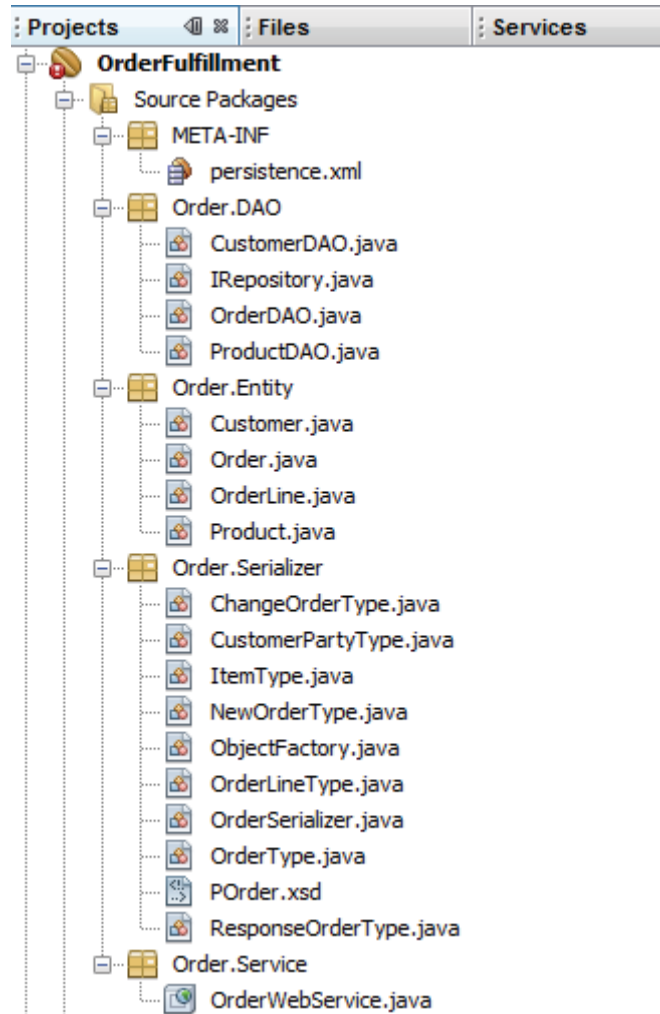 Projects Files Services
OrderFulfillment
Source Packages
META-INF
persistence.xml
Order.DAO
CustomerDAO.java
IRepository.java
OrderDAO.java
ProductDAO.java
Order.Entity
Customer.java
Order.java
OrderLine.java
Product.java
Order.Serializer
ChangeOrderType.java
CustomerPartyType.java
ItemType.java
NewOrderType.java
ObjectFactory.java
OrderLineType.java
OrderSerializer.java
OrderType.java
POrder.xsd
ResponseOrderType.java
Order.Service
OrderWebService.java